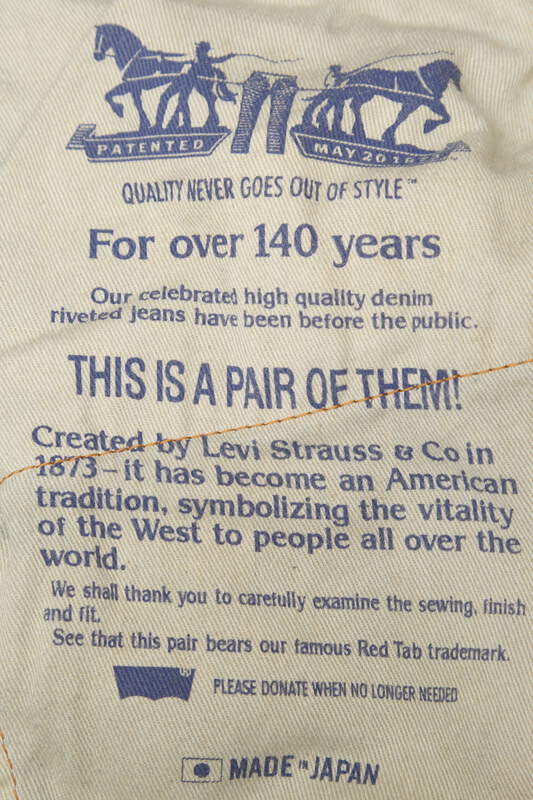 PATENTED
MAY 20
QUALITY NEVER GOES OUT OF STYLE™
For over 140 years
Our celebrated high quality denim
riveted jeans have been before the public.
THIS IS A PAIR OF THEM!
Created by Levi Strauss & Co in
1873-it has become an American
tradition, symbolizing the vitality
of the West to people all over the
world.
We shall thank you to carefully examine the sewing, finish
and fit.
See that this pair bears our famous Red Tab trademark.
PLEASE DONATE WHEN NO LONGER NEEDED
MADE IN JAPAN